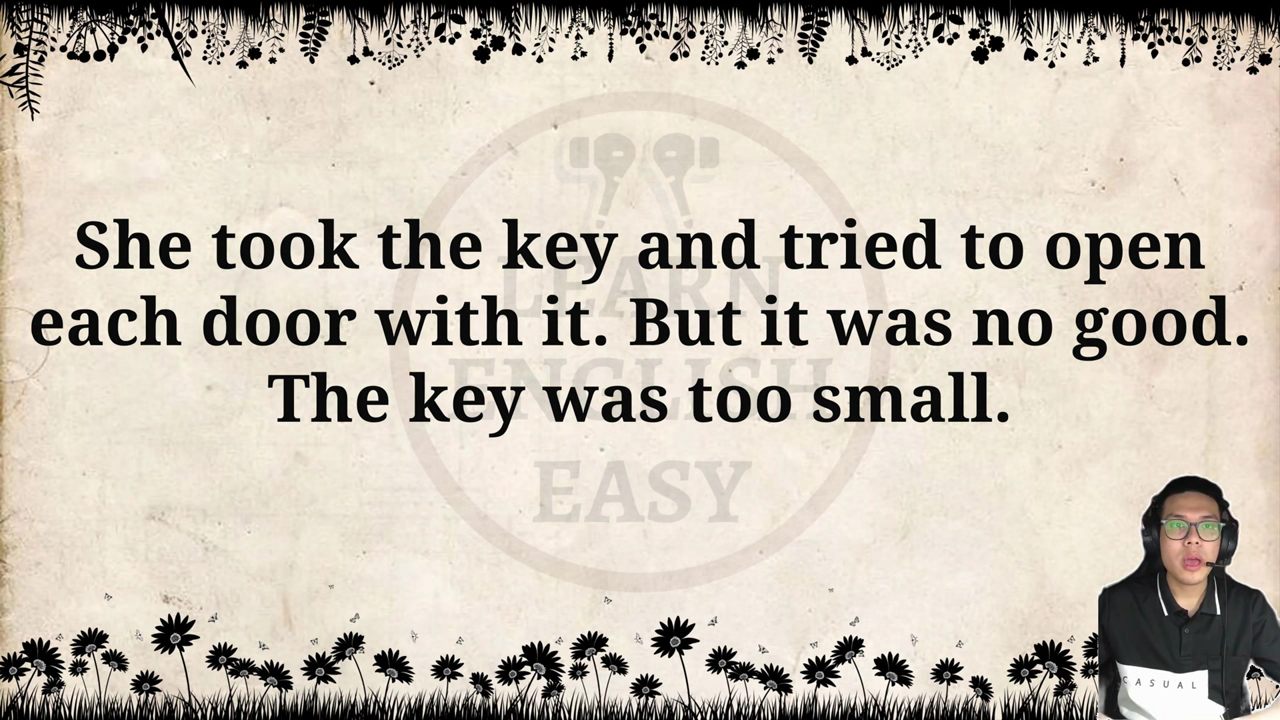 She took the key and tried to open
each door with it. But it was no good.
The key was too small.
LEARN
ENGLISH
EASY
CASUAL